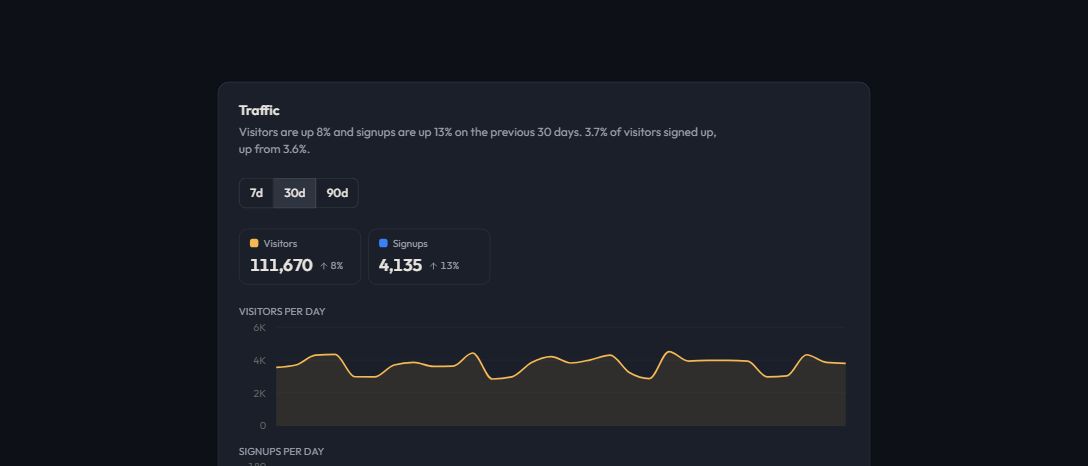 Traffic
Visitors are up 8% and signups are up 13% on the previous 30 days. 3.7% of visitors signed up,
up from 3.6%.
7d 30d 90d
Visitors Signups
111,670 ↑ 8% 4,135 ↑ 13%
VISITORS PER DAY
6K
4K
2K
0
SIGNUPS PER DAY